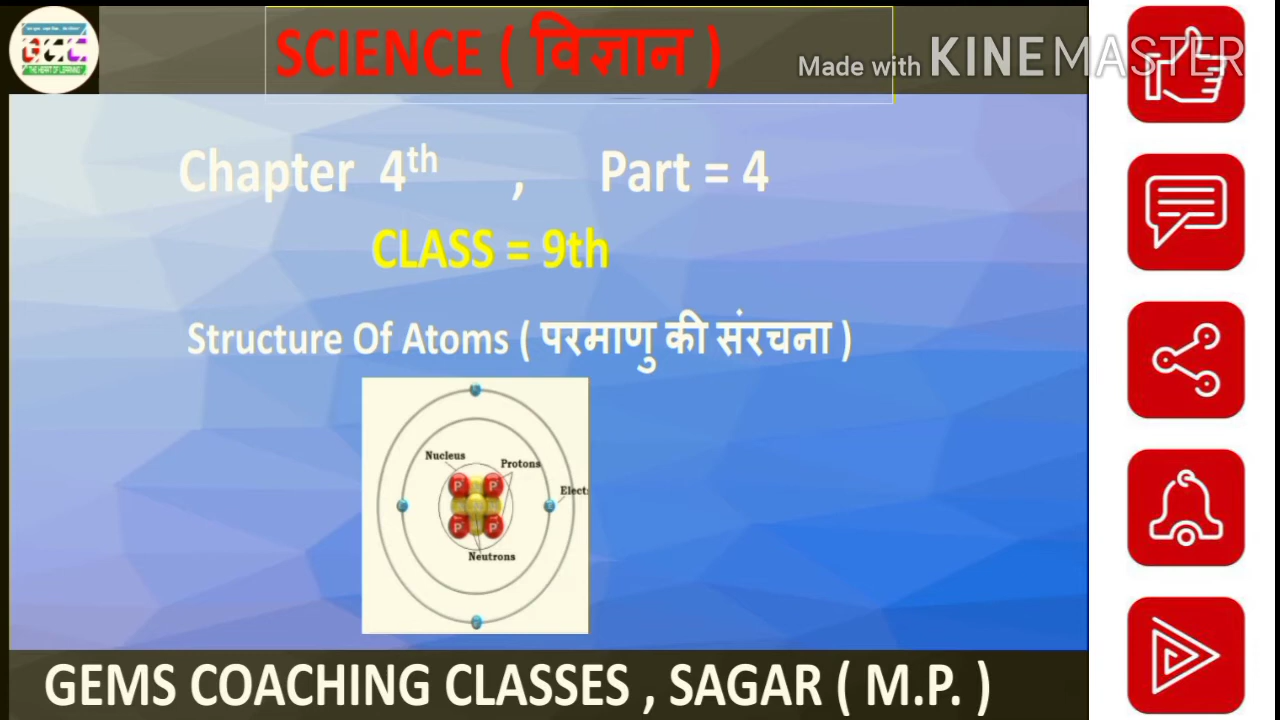 SCIENCE ( विज्ञान )
Made with KINEMASTER
Chapter 4th , Part = 4
CLASS = 9th
Structure Of Atoms ( परमाणु की संरचना )
Nucleus
Protons
Elect
P P
P P
Neutrons
GEMS COACHING CLASSES , SAGAR ( M.P. )